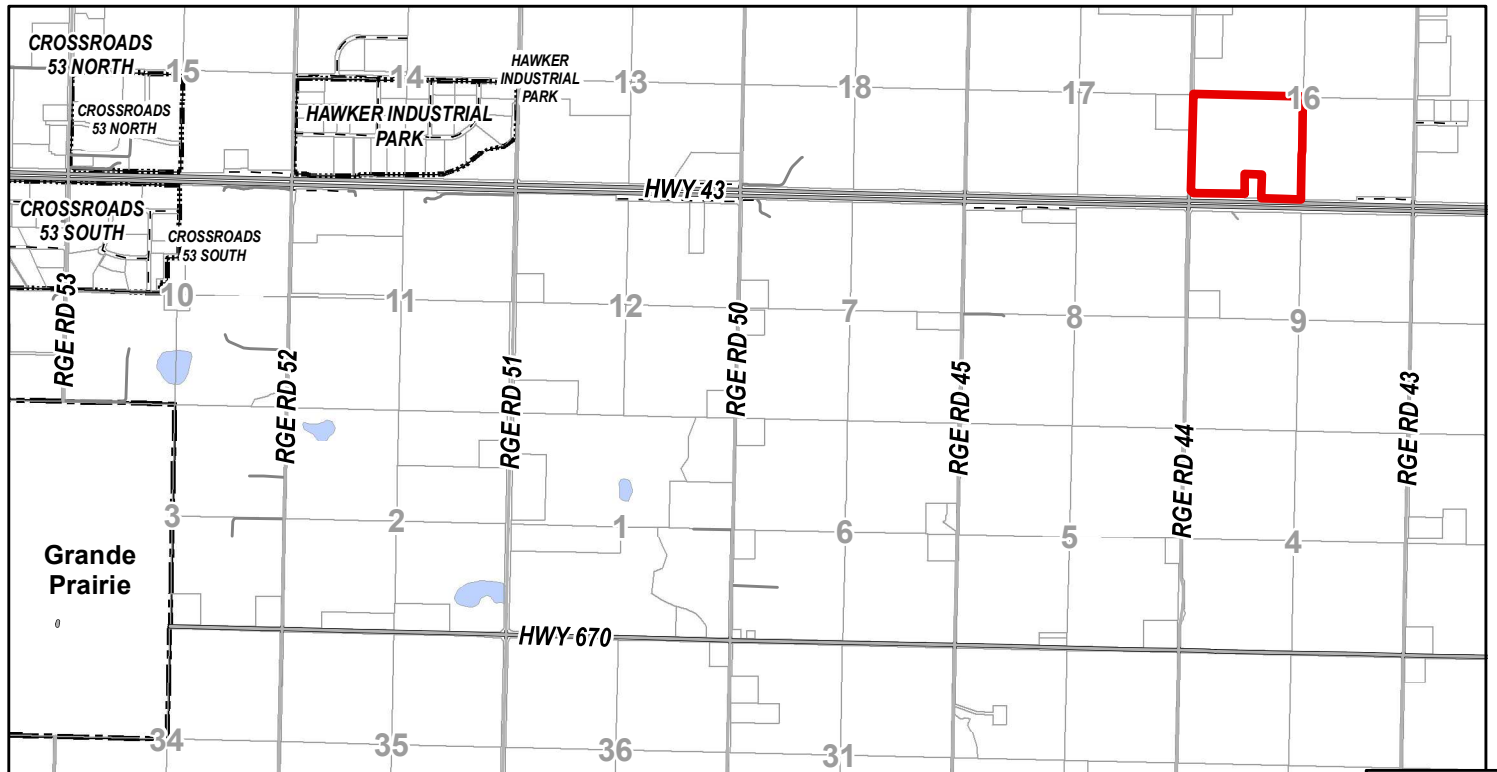 CROSSROADS
53 NORTH
15
CROSSROADS
53 NORTH
14
HAWKER
INDUSTRIAL
PARK
HAWKER INDUSTRIAL
PARK
13
18
17
16
HWY 43
CROSSROADS
53 SOUTH
CROSSROADS
53 SOUTH
10
11
12
7
8
9
RGE RD 53
RGE RD 52
RGE RD 51
RGE RD 50
RGE RD 45
RGE RD 44
RGE RD 43
3
2
1
6
5
4
Grande
Prairie
HWY 670
34
35
36
31